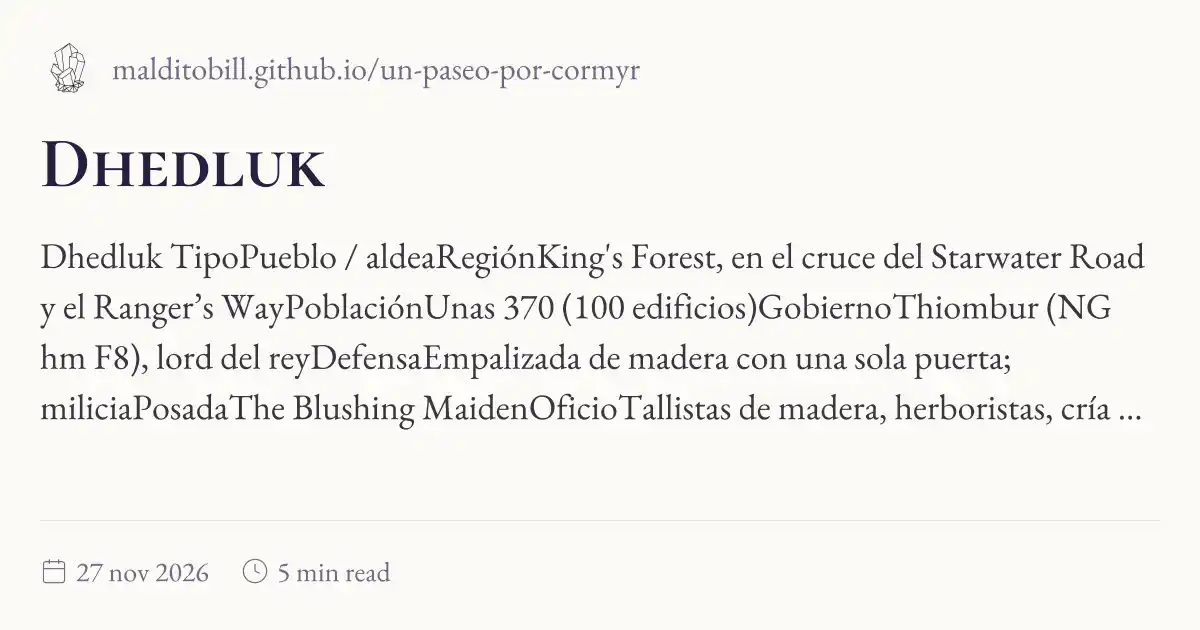 malditobill.github.io/un-paseo-por-cormyr
Dhedluk
Dhedluk TipoPueblo / aldeaRegiónKing's Forest, en el cruce del Starwater Road
y el Ranger’s WayPoblaciónUnas 370 (100 edificios)GobiernoThiombur (NG
hm F8), lord del reyDefensaEmpalizada de madera con una sola puerta;
miliciaPosadaThe Blushing MaidenOficioTallistas de madera, herboristas, cría ...
27 nov 2026
5 min read